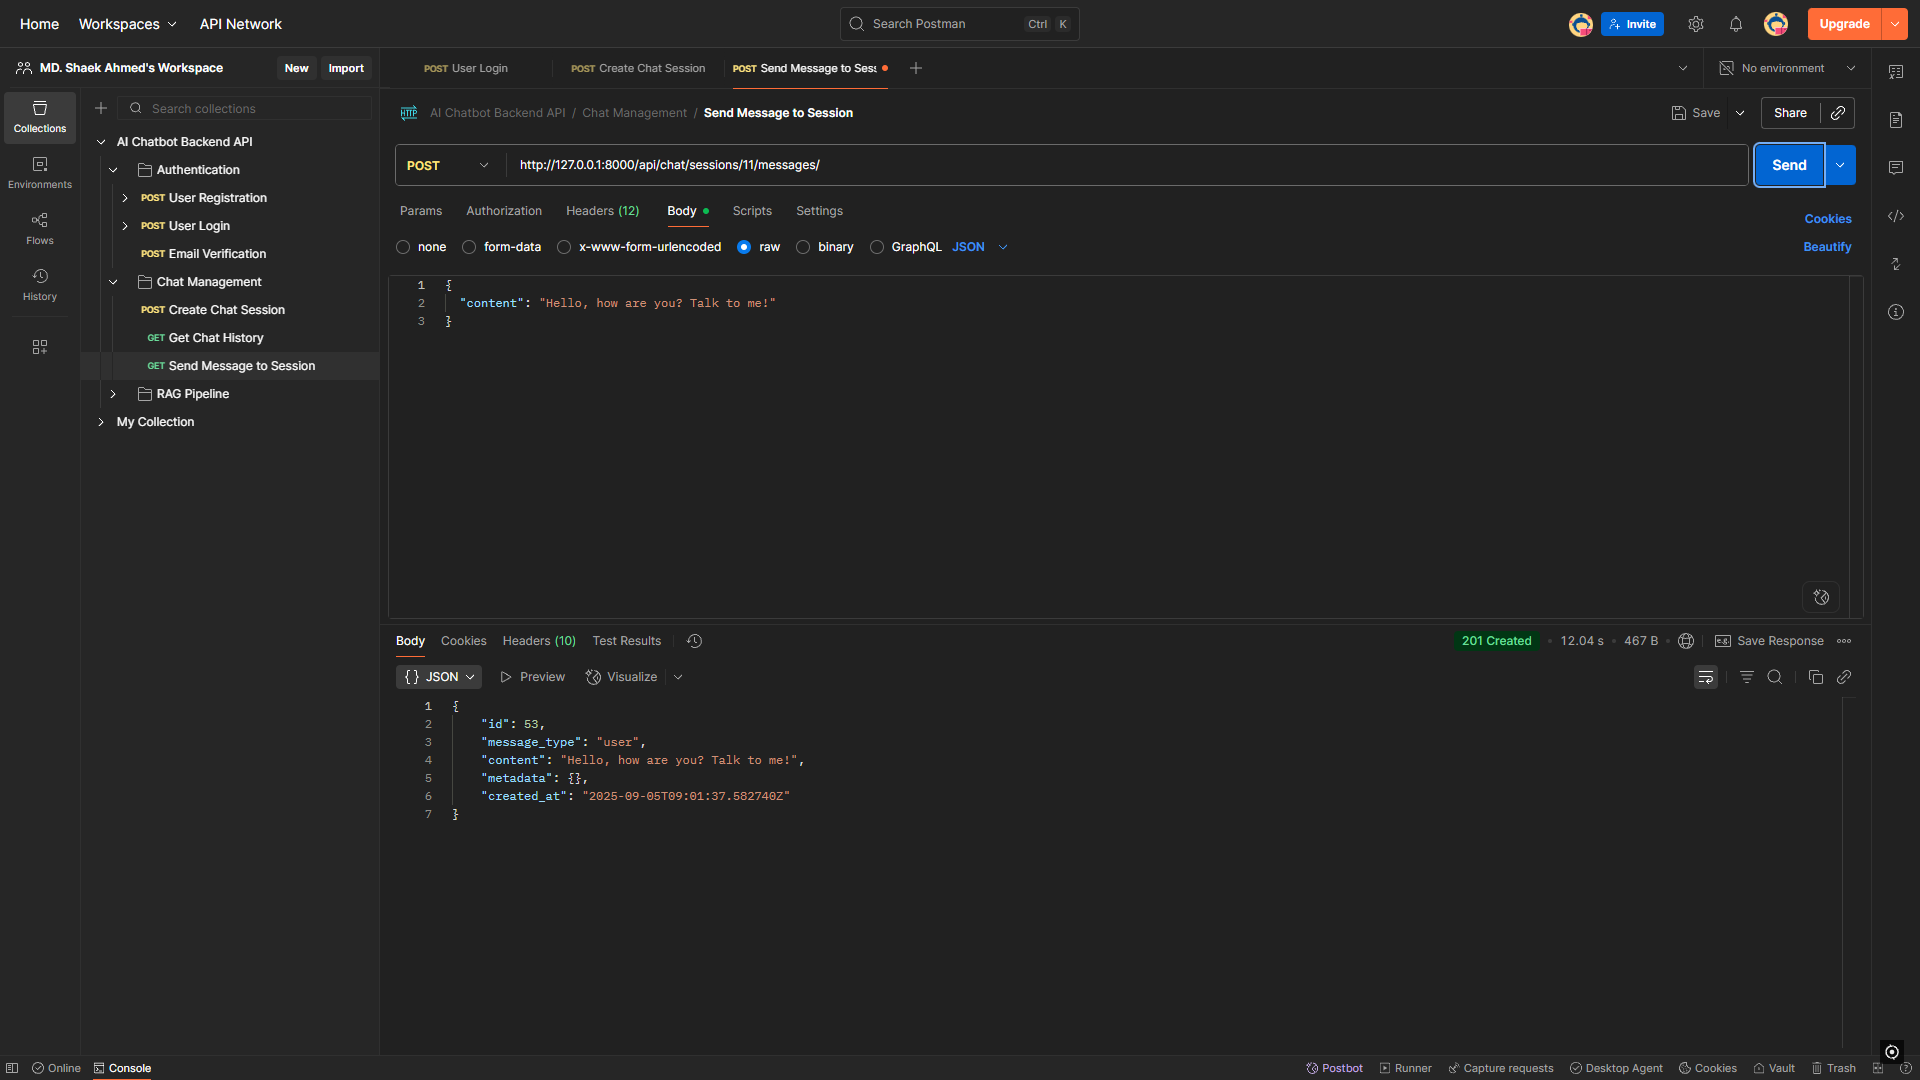 Home Workspaces API Network Search Postman Ctrl K Invite Upgrade
MD. Shaek Ahmed's Workspace New Import
POST User Login POST Create Chat Session POST Send Message to Sess No environment
Collections
Environments
Flows
History
Search collections
AI Chatbot Backend API
Authentication
POST User Registration
POST User Login
POST Email Verification
Chat Management
POST Create Chat Session
GET Get Chat History
GET Send Message to Session
RAG Pipeline
My Collection
HTTP AI Chatbot Backend API / Chat Management / Send Message to Session Save Share
POST http://127.0.0.1:8000/api/chat/sessions/11/messages/ Send
Params Authorization Headers (12) Body Scripts Settings Cookies
none form-data x-www-form-urlencoded raw binary GraphQL JSON Beautify
1 {
2 "content": "Hello, how are you? Talk to me!"
3 }
Body Cookies Headers (10) Test Results 201 Created 12.04 s 467 B e.g. Save Response
{} JSON Preview Visualize
1 {
2 "id": 53,
3 "message_type": "user",
4 "content": "Hello, how are you? Talk to me!",
5 "metadata": {},
6 "created_at": "2025-09-05T09:01:37.582740Z"
7 }
Online Console Postbot Runner Capture requests Desktop Agent Cookies Vault Trash